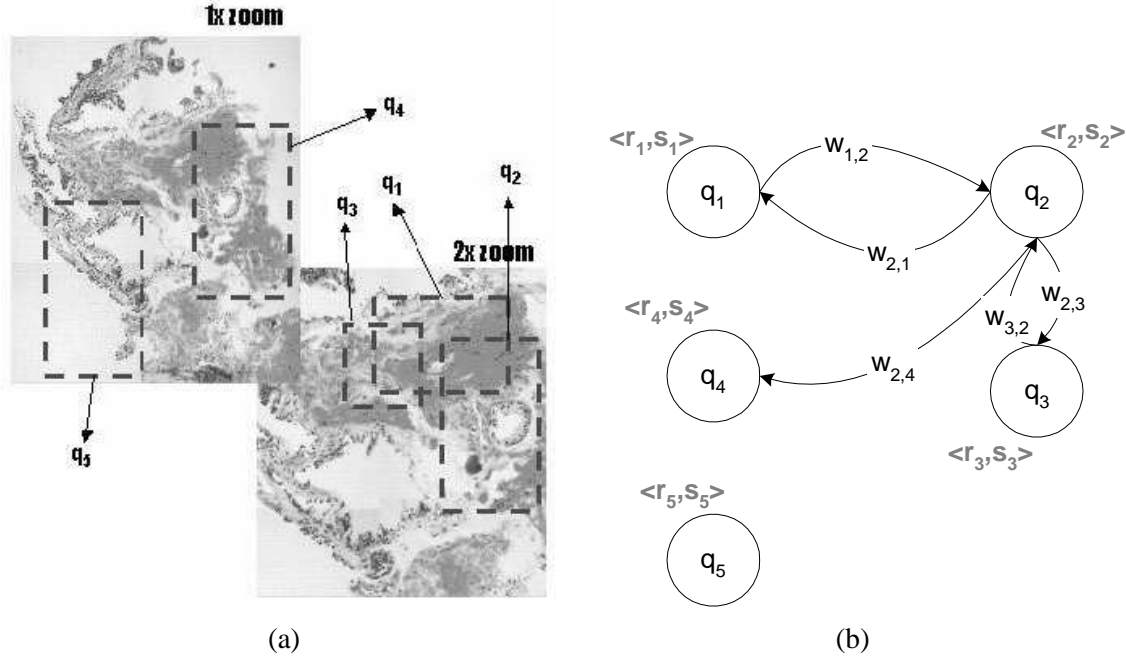 1x zoom
q4
q2
q1
q3
2x zoom
q5
(a)
<r1,s1>
q1
w1,2
w2,1
<r2,s2>
q2
<r4,s4>
q4
w2,4
w3,2
w2,3
q3
<r3,s3>
<r5,s5>
q5
(b)